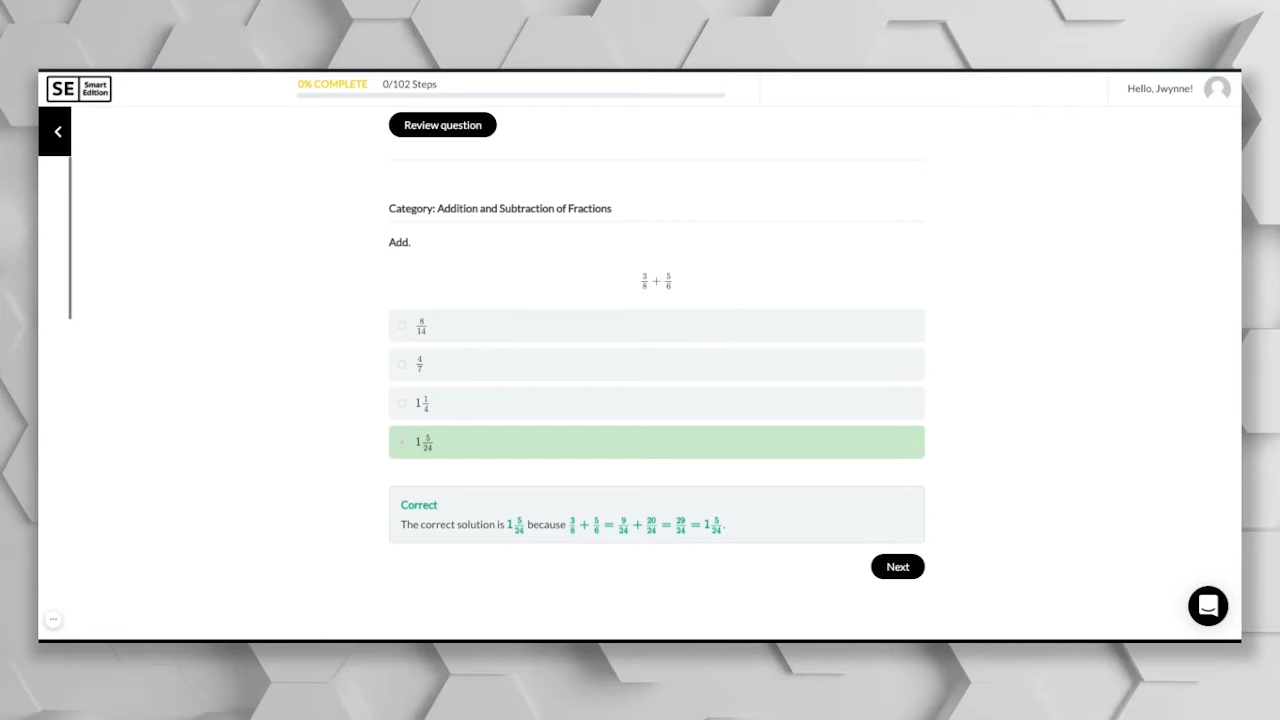 SE Smart Edition
0% COMPLETE 0/102 Steps
Hello, Jwynne!
Review question
Category: Addition and Subtraction of Fractions
Add.
3/8 + 5/6
8/14
4/7
1 1/4
1 5/24
Correct
The correct solution is 1 5/24 because 3/8 + 5/6 = 9/24 + 20/24 = 29/24 = 1 5/24.
Next